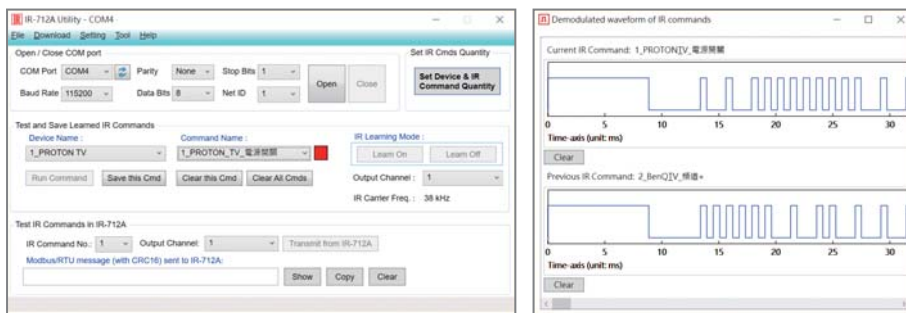 IR-712A Utility - COM4
File Download Setting Tool Help
Open / Close COM port
Set IR Cmds Quantity
COM Port COM4 Parity None Stop Bits 1
Baud Rate 115200 Data Bits 8 Net ID 1
Open Close
Set Device & IR
Command Quantity
Test and Save Learned IR Commands
Device Name : Command Name : IR Learning Mode :
1_PROTON TV 1_PROTON_TV_電源開關 Learn On Learn Off
Run Command Save this Cmd Clear this Cmd Clear All Cmds Output Channel : 1
IR Carrier Freq. : 38 kHz
Test IR Commands in IR-712A
IR Command No.: 1 Output Channel: 1 Transmit from IR-712A
Modbus/RTU message (with CRC16) sent to IR-712A:
Show Copy Clear
Demodulated waveform of IR commands
Current IR Command: 1_PROTON_TV_電源開關
0 5 10 15 20 25 30
Time-axis (unit: ms)
Clear
Previous IR Command: 2_BenQ_TV_頻道+
0 5 10 15 20 25 30
Time-axis (unit: ms)
Clear